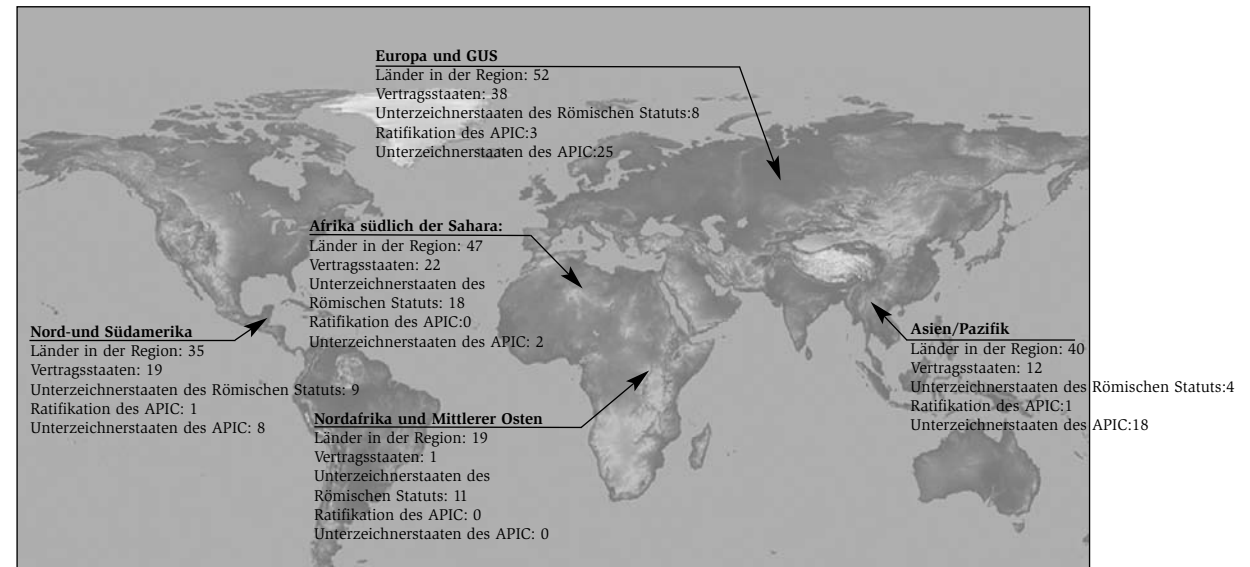 Europa und GUS
Länder in der Region: 52
Vertragsstaaten: 38
Unterzeichnerstaaten des Römischen Statuts:8
Ratifikation des APIC:3
Unterzeichnerstaaten des APIC:25
Afrika südlich der Sahara:
Länder in der Region: 47
Vertragsstaaten: 22
Unterzeichnerstaaten des
Römischen Statuts: 18
Ratifikation des APIC:0
Unterzeichnerstaaten des APIC: 2
Nord-und Südamerika
Länder in der Region: 35
Vertragsstaaten: 19
Unterzeichnerstaaten des Römischen Statuts: 9
Ratifikation des APIC: 1
Unterzeichnerstaaten des APIC: 8
Asien/Pazifik
Länder in der Region: 40
Vertragsstaaten: 12
Unterzeichnerstaaten des Römischen Statuts:4
Ratifikation des APIC:1
Unterzeichnerstaaten des APIC:18
Nordafrika und Mittlerer Osten
Länder in der Region: 19
Vertragsstaaten: 1
Unterzeichnerstaaten des
Römischen Statuts: 11
Ratifikation des APIC: 0
Unterzeichnerstaaten des APIC: 0